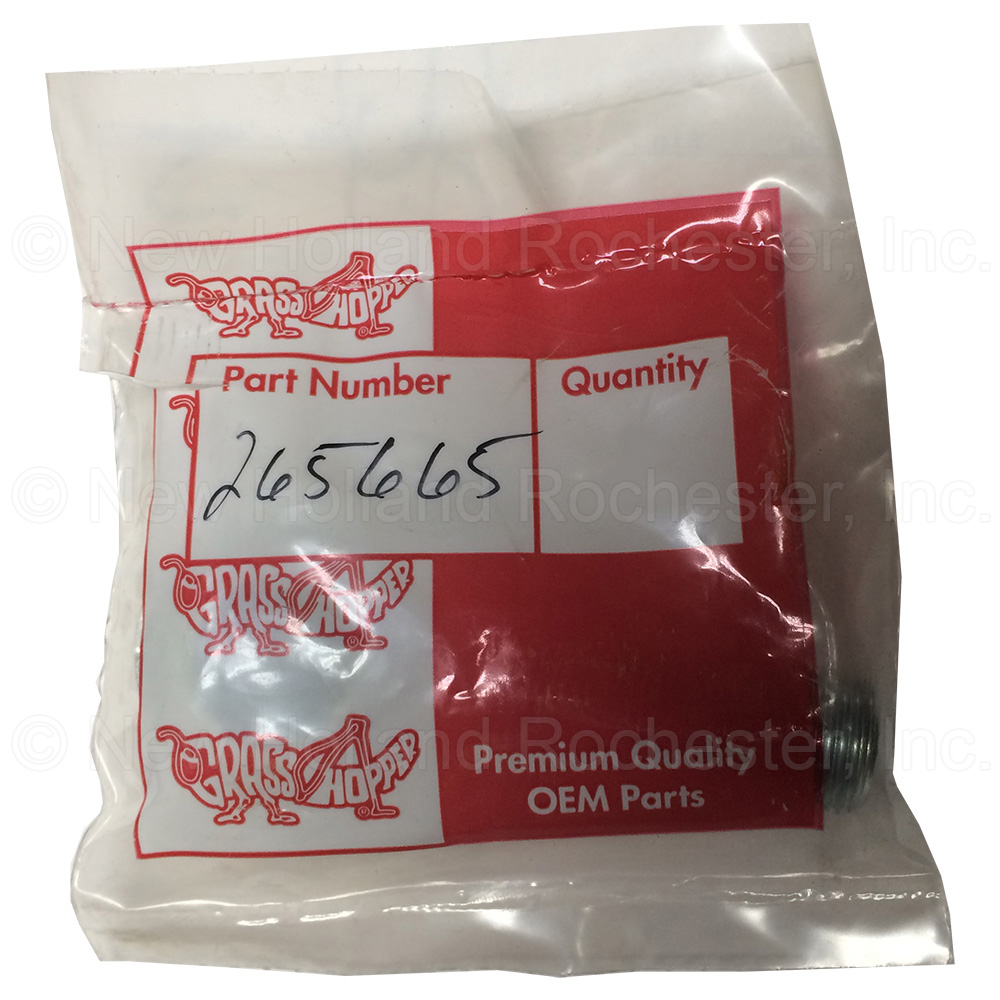 © New Holland Rochester, Inc.
GRASSHOPPER
Part Number Quantity
265665
© New Holland Rochester, Inc.
GRASSHOPPER
© New Holland Rochester, Inc.
GRASSHOPPER
Premium Quality
OEM Parts